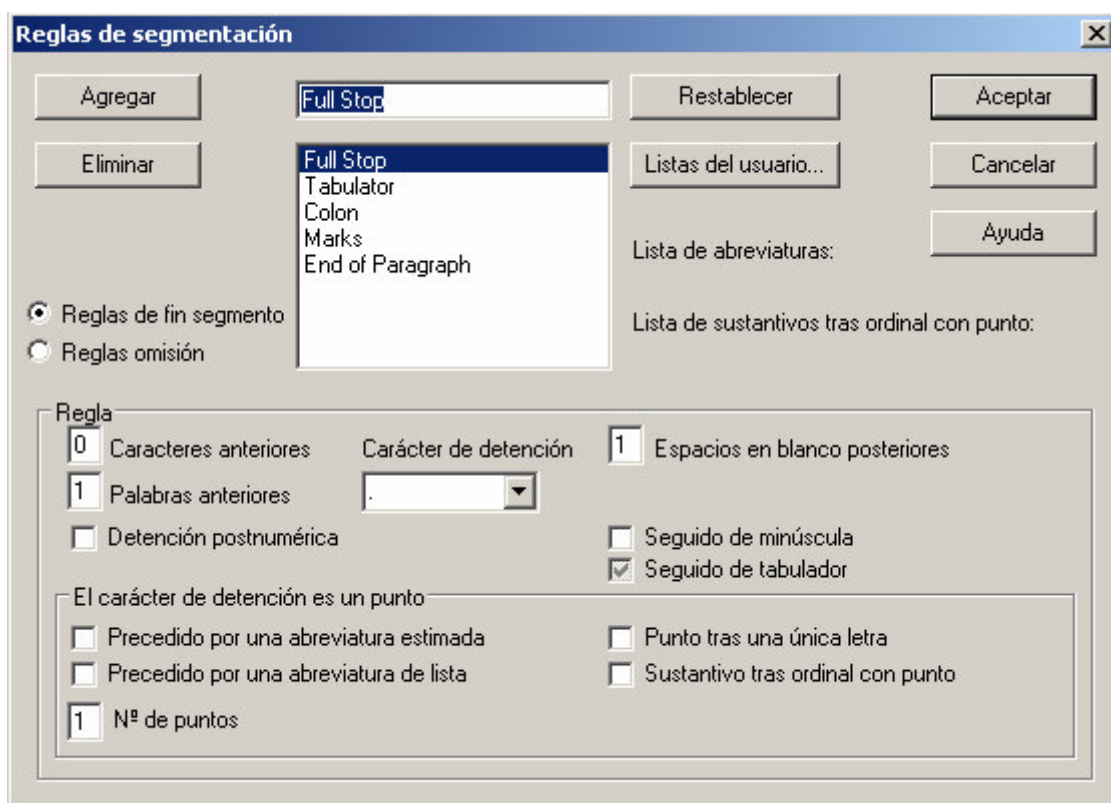 Reglas de segmentación
Agregar
Full Stop
Restablecer
Aceptar
Eliminar
Full Stop
Tabulator
Colon
Marks
End of Paragraph
Listas del usuario...
Cancelar
Lista de abreviaturas:
Ayuda
Reglas de fin segmento
Reglas omisión
Lista de sustantivos tras ordinal con punto:
Regla
0 Caracteres anteriores
Carácter de detención
1 Espacios en blanco posteriores
1 Palabras anteriores
.
Detención postnumérica
Seguido de minúscula
Seguido de tabulador
El carácter de detención es un punto
Precedido por una abreviatura estimada
Punto tras una única letra
Precedido por una abreviatura de lista
Sustantivo tras ordinal con punto
1 Nº de puntos